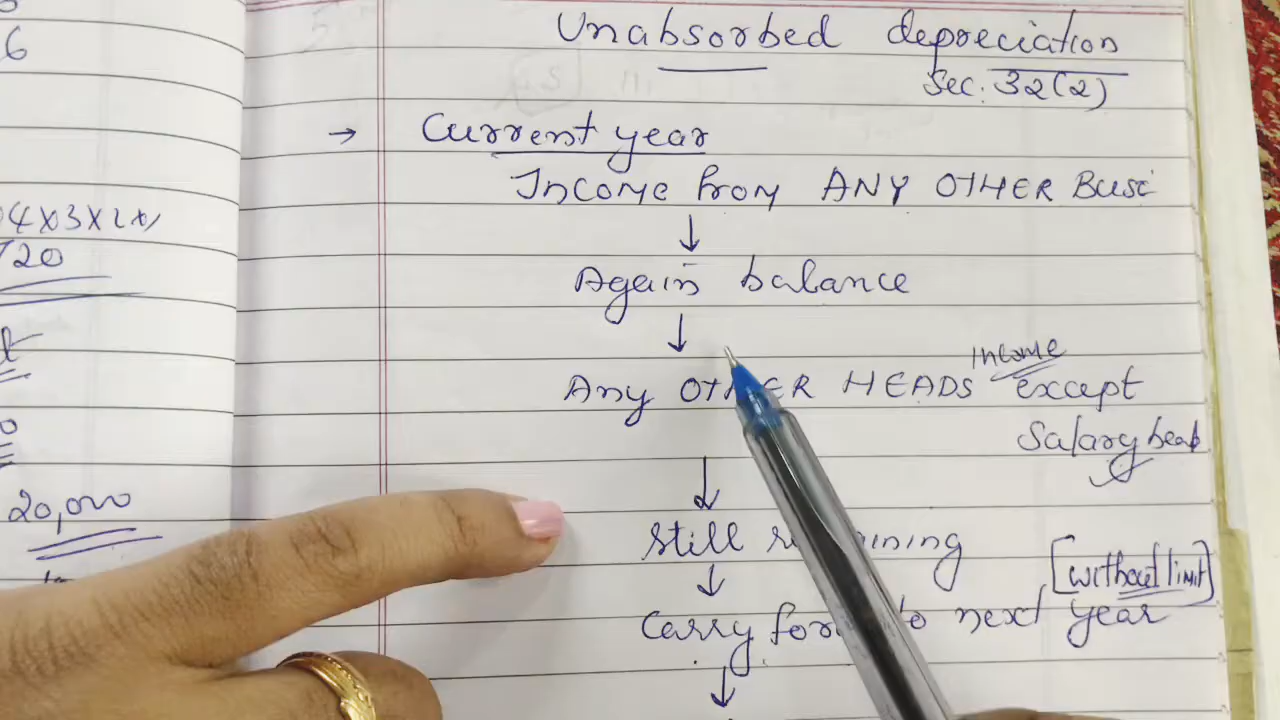 6
Unabsorbed depreciation
Sec. 32(2)
→ Current year
Income from ANY OTHER Busi
↓
Again balance
↓
Any OTHER HEADS income except
Salary head
↓
Still
↓
[without limit]
Carry next year
↓
720
20,000